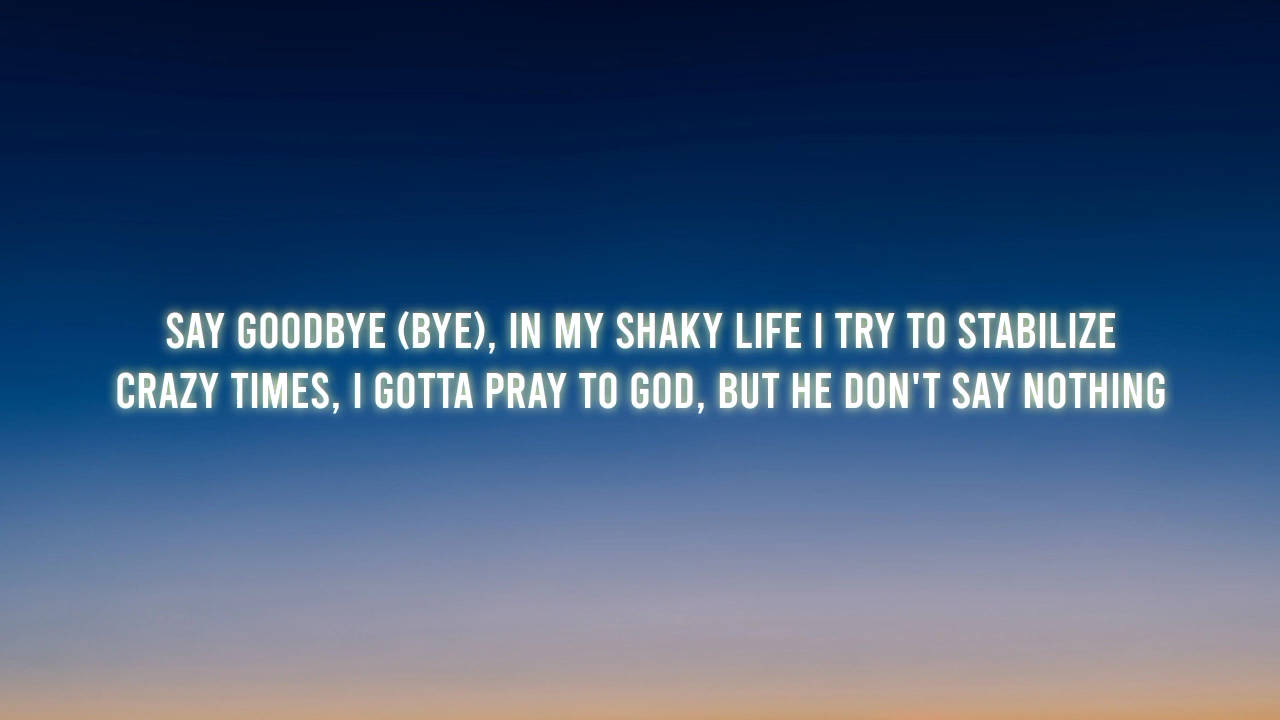 SAY GOODBYE (BYE), IN MY SHAKY LIFE I TRY TO STABILIZE
CRAZY TIMES, I GOTTA PRAY TO GOD, BUT HE DON'T SAY NOTHING